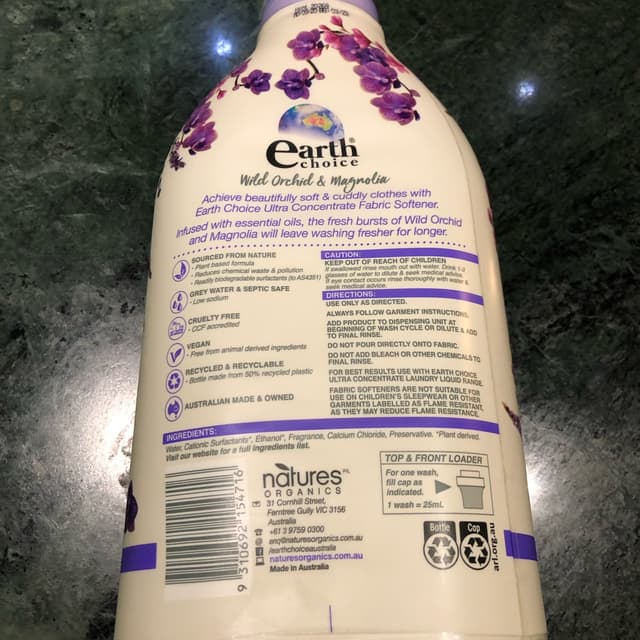 earth
choice
Wild Orchid & Magnolia
Achieve beautifully soft & cuddly clothes with
Earth Choice Ultra Concentrate Fabric Softener.
Infused with essential oils, the fresh bursts of Wild Orchid
and Magnolia will leave washing fresher for longer.
SOURCED FROM NATURE
- Plant based formula
- Reduces chemical waste & pollution
- Readily biodegradable surfactants (to AS4351)
GREY WATER & SEPTIC SAFE
- Low sodium
CRUELTY FREE
- CCF accredited
VEGAN
- Free from animal derived ingredients
RECYCLED & RECYCLABLE
- Bottle made from 50% recycled plastic
AUSTRALIAN MADE & OWNED
CAUTION:
KEEP OUT OF REACH OF CHILDREN
If swallowed rinse mouth out with water. Drink 1-2
glasses of water to dilute & seek medical advice.
If eye contact occurs rinse thoroughly with water &
seek medical advice.
DIRECTIONS:
USE ONLY AS DIRECTED.
ALWAYS FOLLOW GARMENT INSTRUCTIONS.
ADD PRODUCT TO DISPENSING UNIT AT
BEGINNING OF WASH CYCLE OR DILUTE & ADD
TO FINAL RINSE.
DO NOT POUR DIRECTLY ONTO FABRIC.
DO NOT ADD BLEACH OR OTHER CHEMICALS TO
FINAL RINSE.
FOR BEST RESULTS USE WITH EARTH CHOICE
ULTRA CONCENTRATE LAUNDRY LIQUID RANGE.
FABRIC SOFTENERS ARE NOT SUITABLE FOR
USE ON CHILDREN'S SLEEPWEAR OR OTHER
GARMENTS LABELLED AS FLAME RESISTANT,
AS THEY MAY REDUCE FLAME RESISTANCE.
INGREDIENTS:
Water, Cationic Surfactants*, Ethanol*, Fragrance, Calcium Chloride, Preservative. *Plant derived.
Visit our website for a full ingredients list.
natures P/L
ORGANICS
31 Cornhill Street,
Ferntree Gully VIC 3156
Australia
+61 3 9759 0300
enq@naturesorganics.com.au
/earthchoiceaustralia
naturesorganics.com.au
Made in Australia
9 310692 154716
TOP & FRONT LOADER
For one wash,
fill cap as
indicated.
1 wash = 25mL
Bottle
Cap
arl.org.au